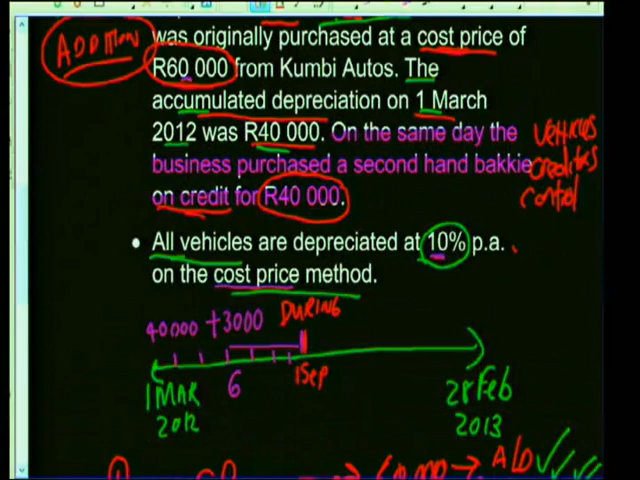 was originally purchased at a cost price of
ADDITION
R60 000 from Kumbi Autos. The
accumulated depreciation on 1 March
2012 was R40 000. On the same day the
business purchased a second hand bakkie
on credit for R40 000.
vehicles
creditors
control
• All vehicles are depreciated at 10% p.a.
on the cost price method.
40 000 + 3000 DURING
6 1 Sep
1 MAR
2012
28 Feb
2013
A/D